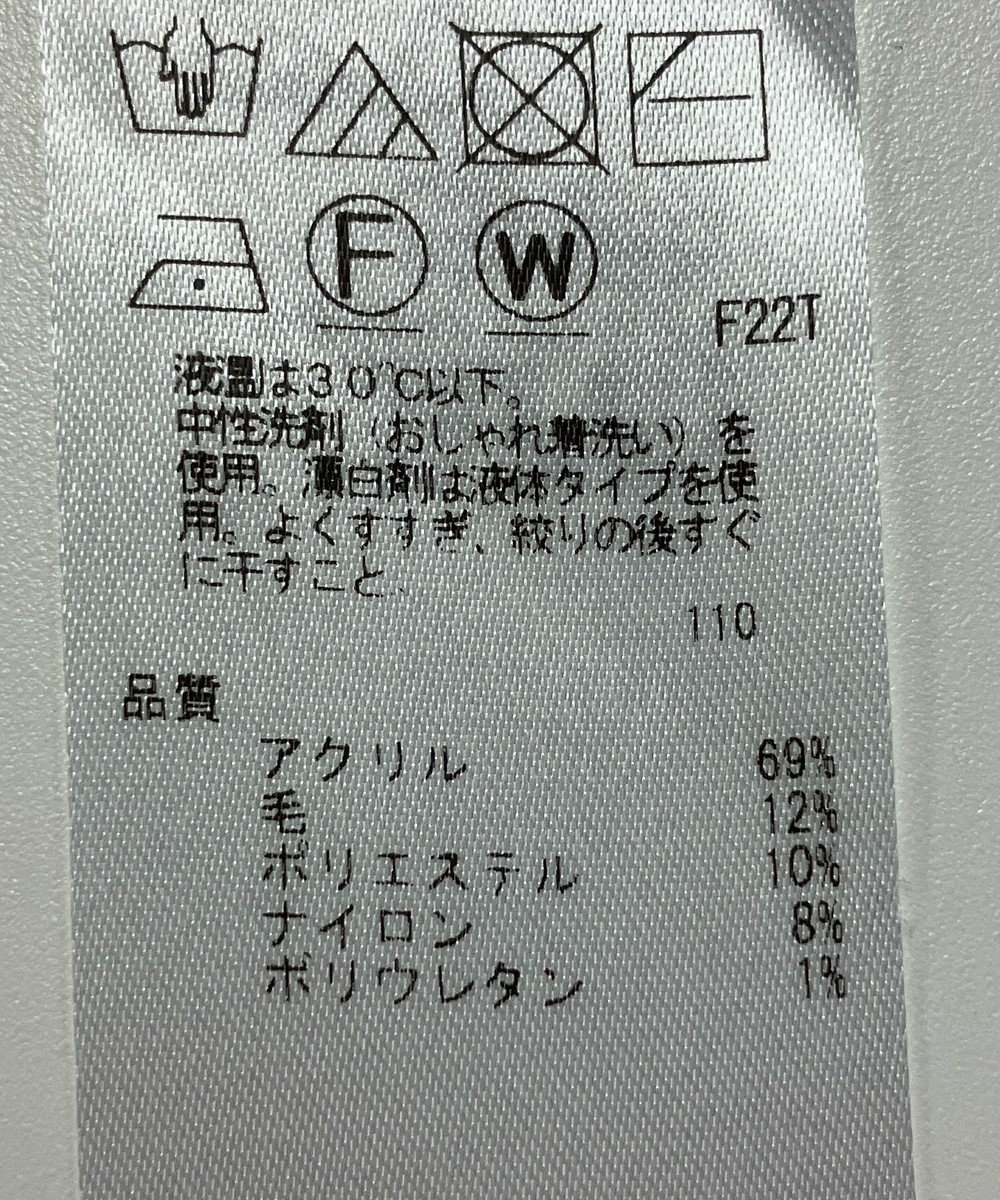 F
W
F22T
液温は30℃以下。
中性洗剤（おしゃれ着洗い）を
使用。漂白剤は液体タイプを使
用。よくすすぎ、絞りの後すぐ
に干すこと。
110
品質
アクリル 69%
毛 12%
ポリエステル 10%
ナイロン 8%
ポリウレタン 1%